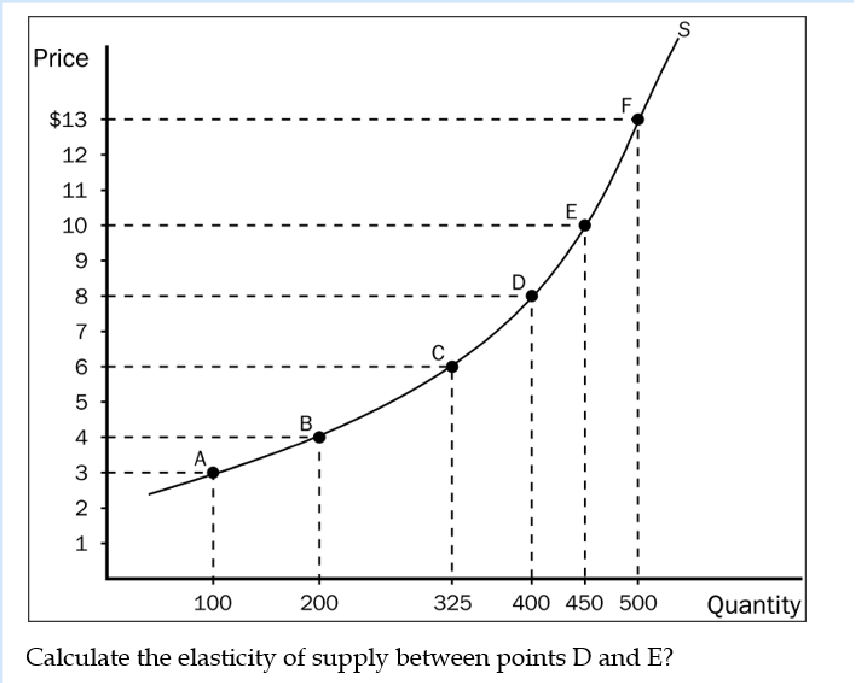 S
Price
F
$13
12
11
E
10
9
D
8
7
C
6
5
B
4
A
3
2
1
100 200 325 400 450 500 Quantity
Calculate the elasticity of supply between points D and E?